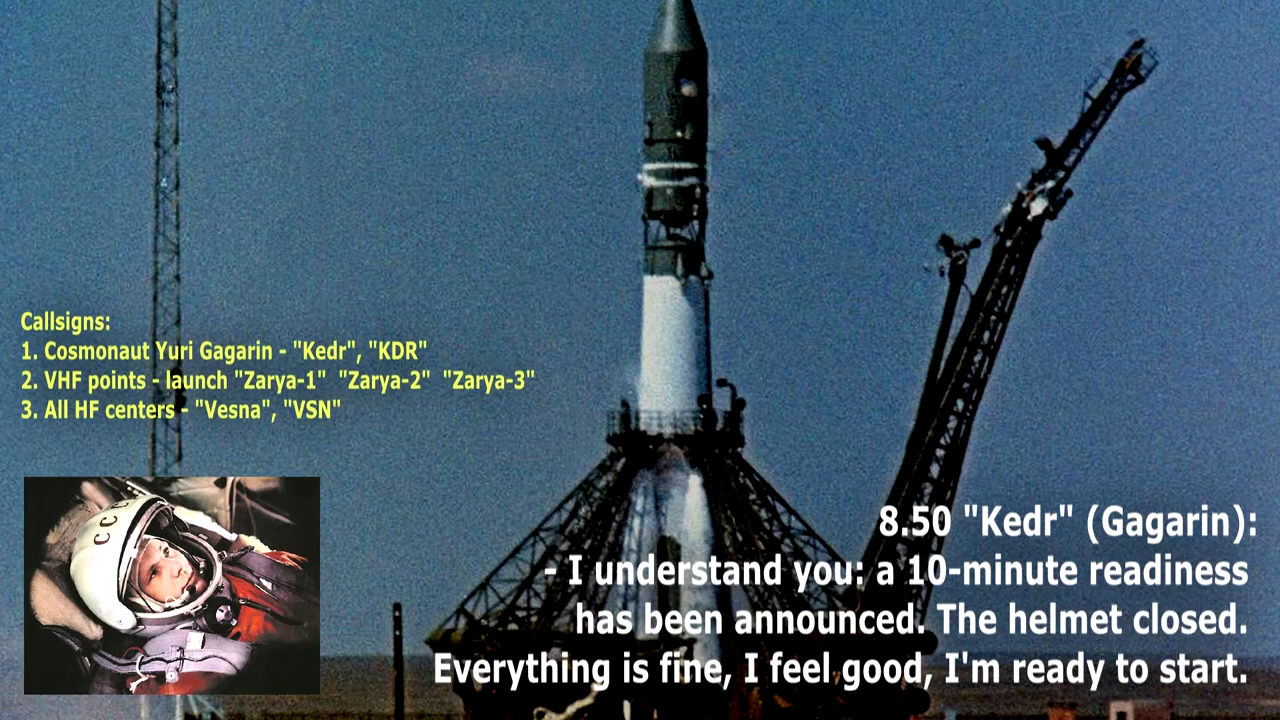 Callsigns:
1. Cosmonaut Yuri Gagarin - "Kedr", "KDR"
2. VHF points - launch "Zarya-1"  "Zarya-2"  "Zarya-3"
3. All HF centers - "Vesna", "VSN"
CCC
8.50 "Kedr" (Gagarin):
- I understand you: a 10-minute readiness
has been announced. The helmet closed.
Everything is fine, I feel good, I'm ready to start.